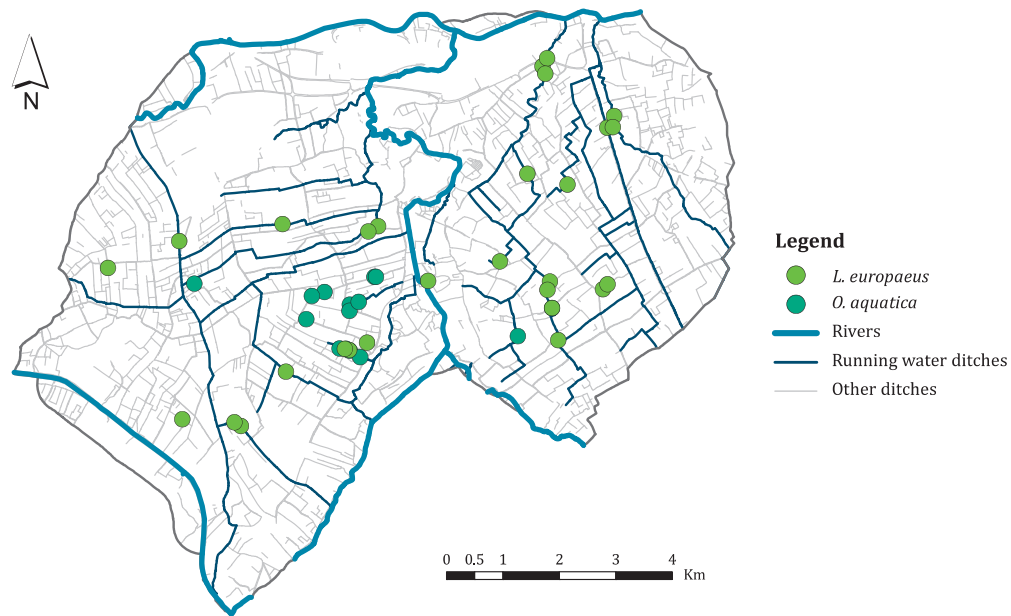 N
Legend
L. europaeus
O. aquatica
Rivers
Running water ditches
Other ditches
0 0.5 1 2 3 4
Km